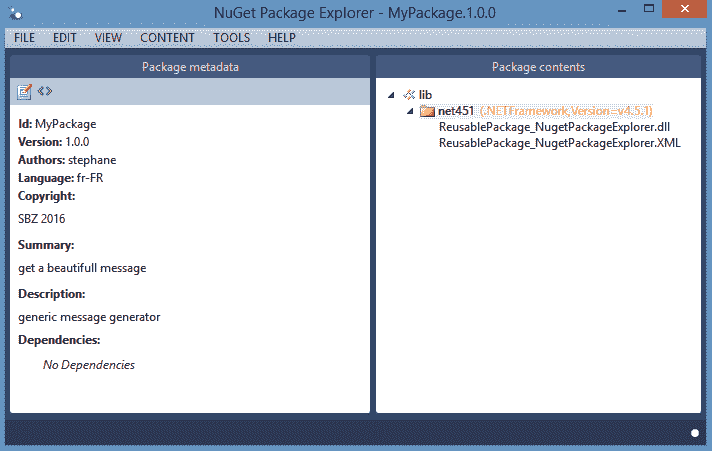 NuGet Package Explorer - MyPackage.1.0.0
FILE EDIT VIEW CONTENT TOOLS HELP
Package metadata
Id: MyPackage
Version: 1.0.0
Authors: stephane
Language: fr-FR
Copyright:
SBZ 2016
Summary:
get a beautifull message
Description:
generic message generator
Dependencies:
No Dependencies
Package contents
lib
net451 (.NETFramework,Version=v4.5.1)
ReusablePackage_NugetPackageExplorer.dll
ReusablePackage_NugetPackageExplorer.XML